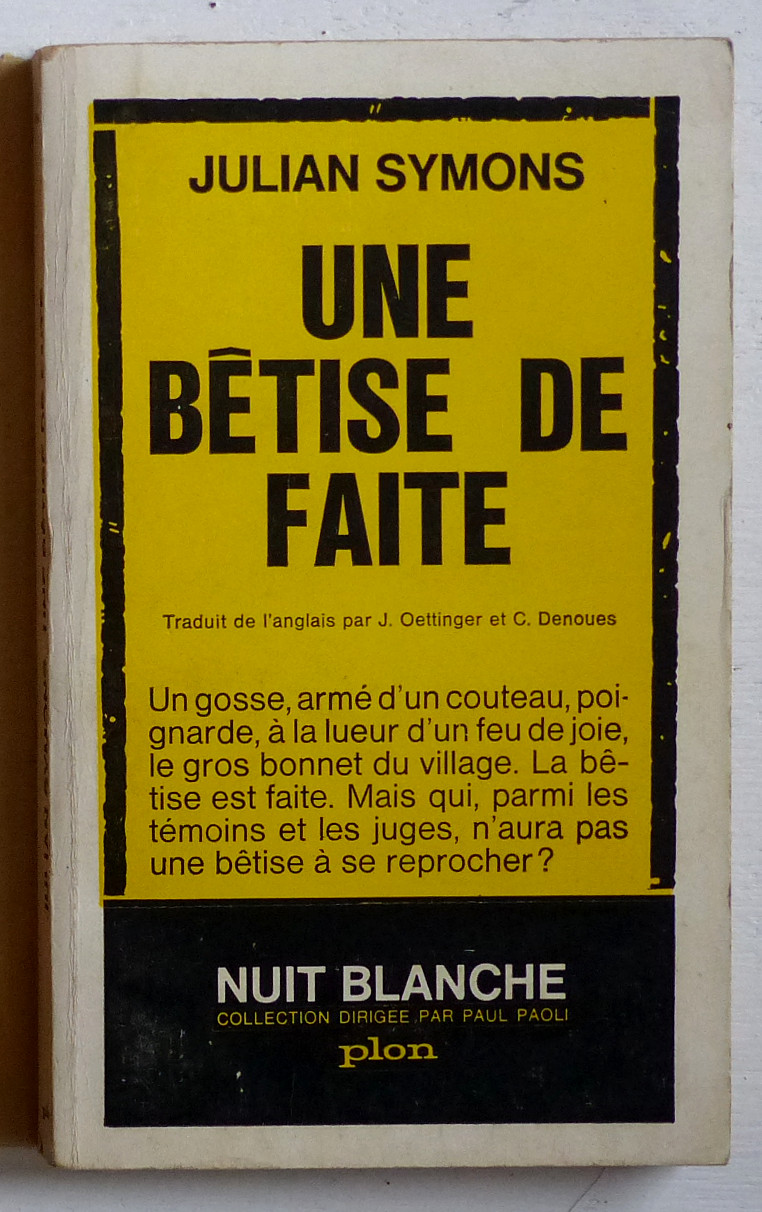 JULIAN SYMONS
UNE
BÊTISE DE
FAITE
Traduit de l'anglais par J. Oettinger et C. Denoues
Un gosse, armé d'un couteau, poi-
gnarde, à la lueur d'un feu de joie,
le gros bonnet du village. La bê-
tise est faite. Mais qui, parmi les
témoins et les juges, n'aura pas
une bêtise à se reprocher?
NUIT BLANCHE
COLLECTION DIRIGEE PAR PAUL PAOLI
plon